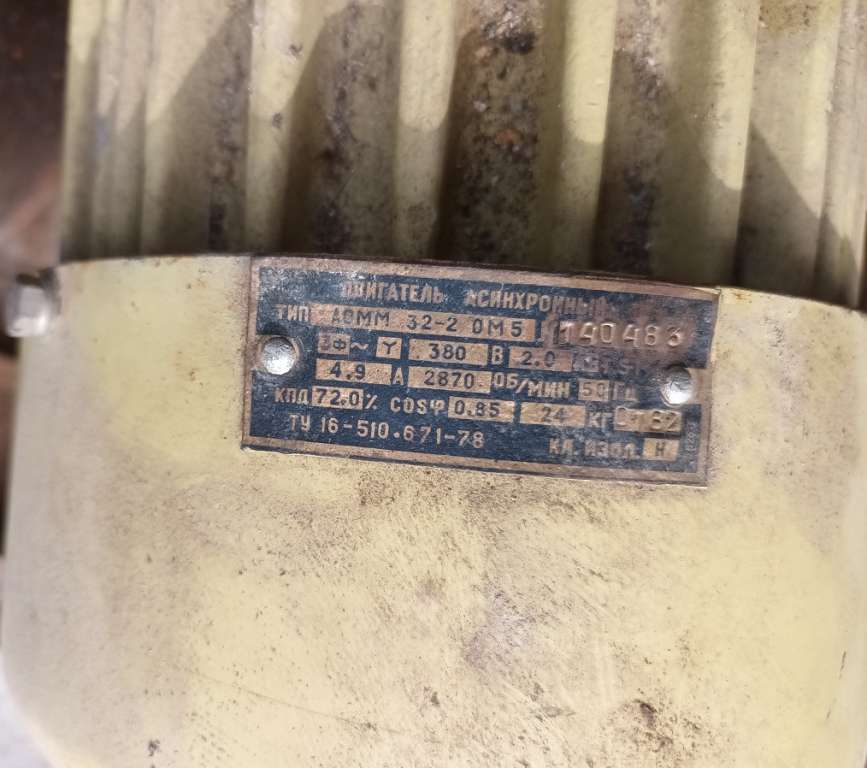 ДВИГАТЕЛЬ АСИНХРОННЫЙ
ТИП АОММ 32-2 ОМ5 140483
3Ф~ Y 380 В 2.0
4.9 А 2870 ОБ/МИН 50 ГЦ
КПД 72.0% COSφ 0.85 24 КГ 82
ТУ 16-510.671-78 КЛ. ИЗОЛ. Н